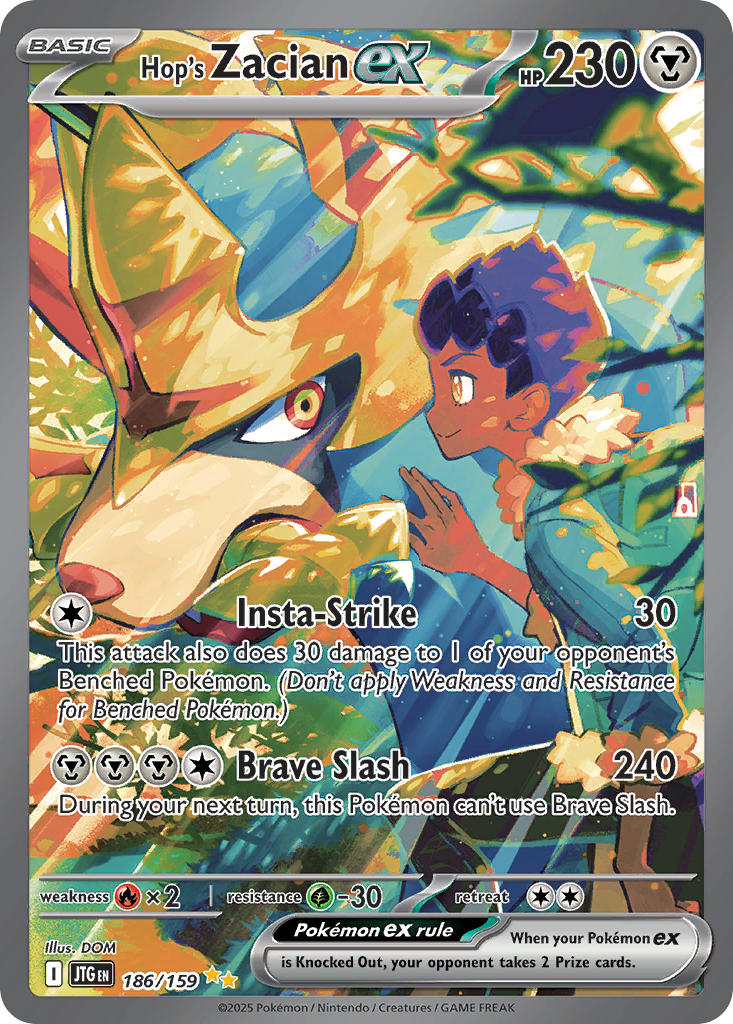 BASIC
Hop's Zacian ex HP 230
Insta-Strike 30
This attack also does 30 damage to 1 of your opponent's
Benched Pokémon. (Don't apply Weakness and Resistance
for Benched Pokémon.)
Brave Slash 240
During your next turn, this Pokémon can't use Brave Slash.
weakness ×2 resistance -30 retreat
Pokémon ex rule
When your Pokémon ex
is Knocked Out, your opponent takes 2 Prize cards.
Illus. DOM
I JTG EN 186/159
©2025 Pokémon / Nintendo / Creatures / GAME FREAK